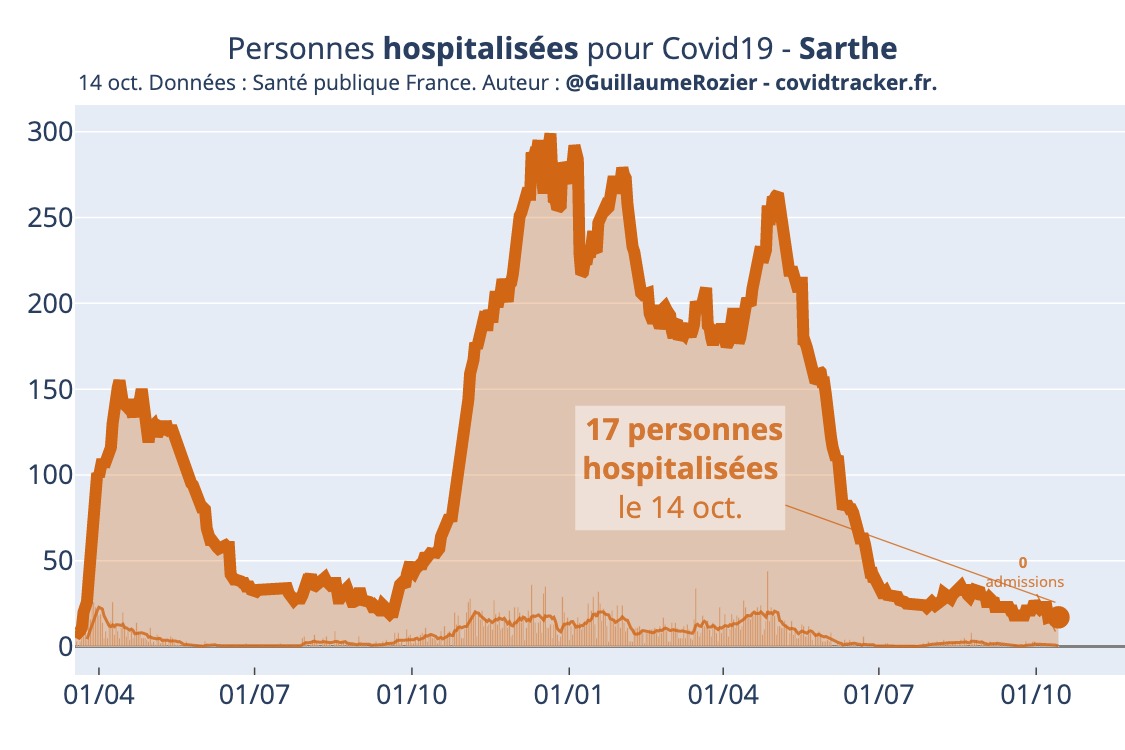 Personnes hospitalisées pour Covid19 - Sarthe
14 oct. Données : Santé publique France. Auteur : @GuillaumeRozier - covidtracker.fr.
300
250
200
150
100
50
0
17 personnes
hospitalisées
le 14 oct.
0
admissions
01/04
01/07
01/10
01/01
01/04
01/07
01/10